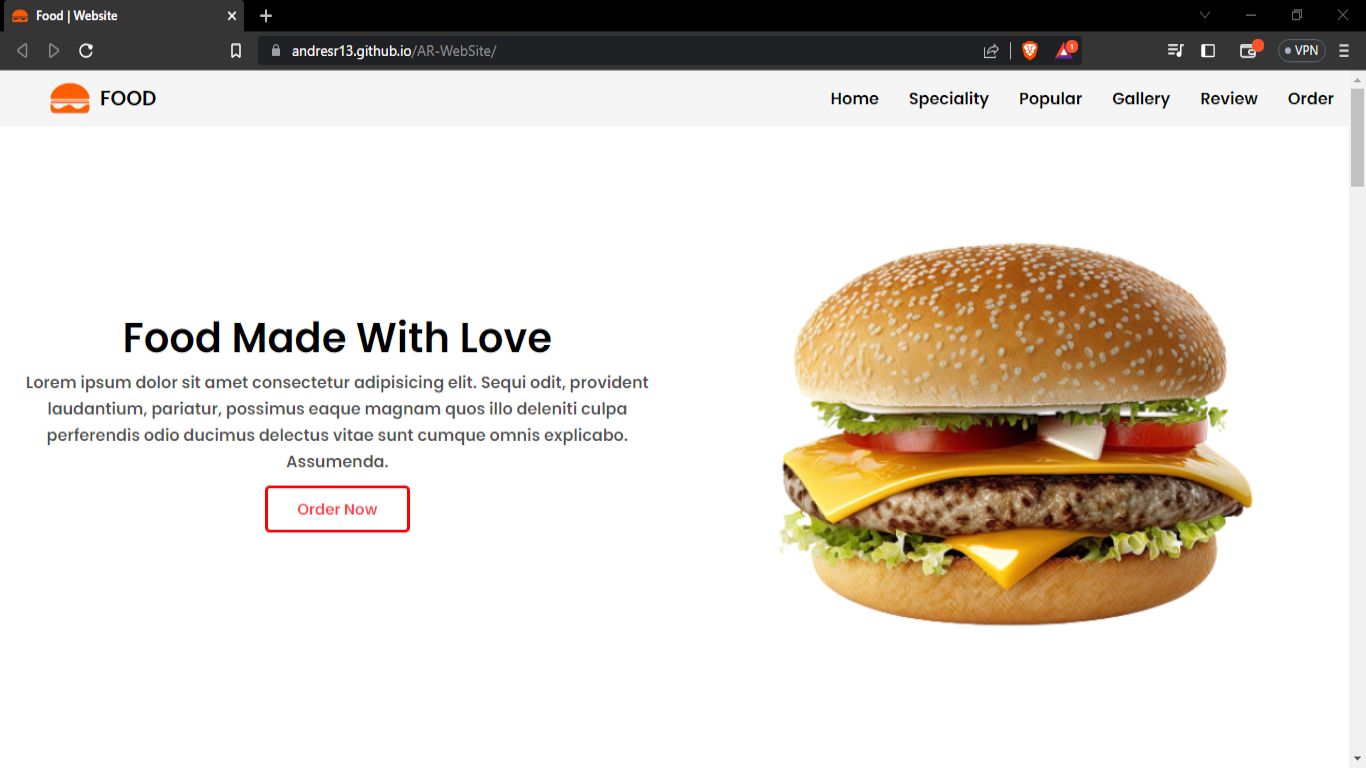 Food | Website
andresr13.github.io/AR-WebSite/
1
VPN
FOOD
Home Speciality Popular Gallery Review Order
Food Made With Love
Lorem ipsum dolor sit amet consectetur adipisicing elit. Sequi odit, provident
laudantium, pariatur, possimus eaque magnam quos illo deleniti culpa
perferendis odio ducimus delectus vitae sunt cumque omnis explicabo.
Assumenda.
Order Now